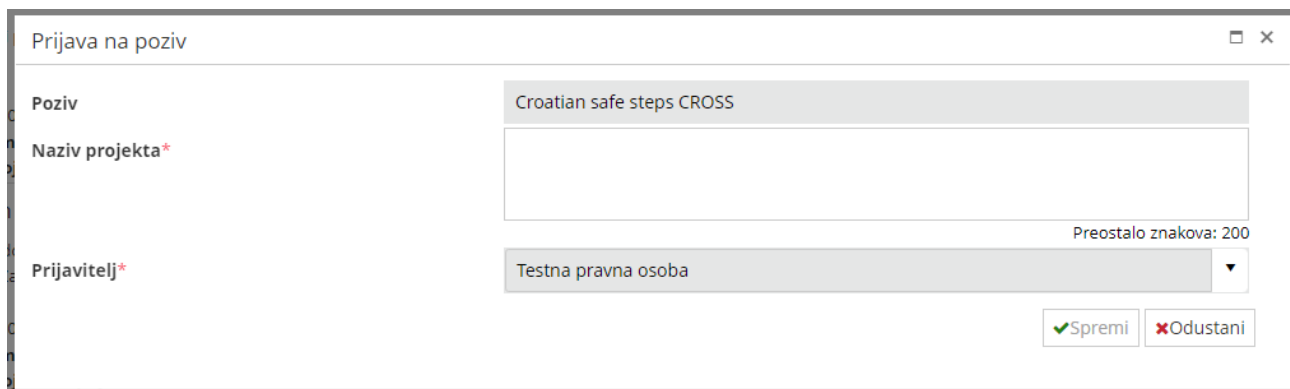 Prijava na poziv
Poziv
Croatian safe steps CROSS
Naziv projekta*
Preostalo znakova: 200
Prijavitelj*
Testna pravna osoba
Spremi
Odustani